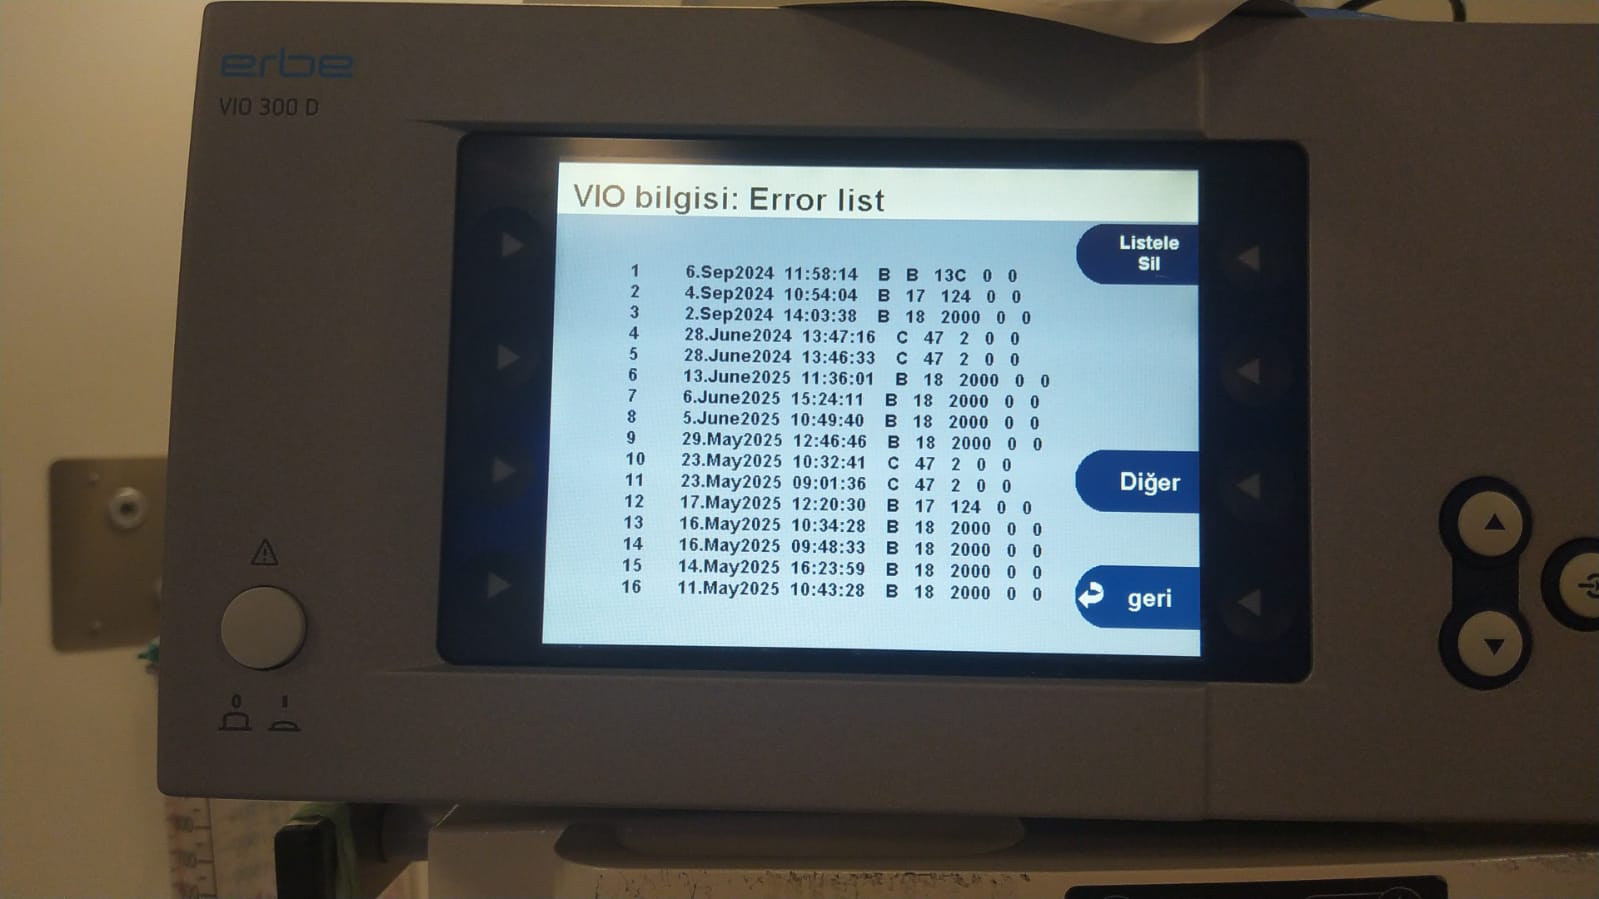 erbe
VIO 300 D
VIO bilgisi: Error list
Listele
Sil
1 6.Sep2024 11:58:14 B B 13C 0 0
2 4.Sep2024 10:54:04 B 17 124 0 0
3 2.Sep2024 14:03:38 B 18 2000 0 0
4 28.June2024 13:47:16 C 47 2 0 0
5 28.June2024 13:46:33 C 47 2 0 0
6 13.June2025 11:36:01 B 18 2000 0 0
7 6.June2025 15:24:11 B 18 2000 0 0
8 5.June2025 10:49:40 B 18 2000 0 0
9 29.May2025 12:46:46 B 18 2000 0 0
10 23.May2025 10:32:41 C 47 2 0 0
11 23.May2025 09:01:36 C 47 2 0 0
12 17.May2025 12:20:30 B 17 124 0 0
13 16.May2025 10:34:28 B 18 2000 0 0
14 16.May2025 09:48:33 B 18 2000 0 0
15 14.May2025 16:23:59 B 18 2000 0 0
16 11.May2025 10:43:28 B 18 2000 0 0
Diğer
geri
0 I